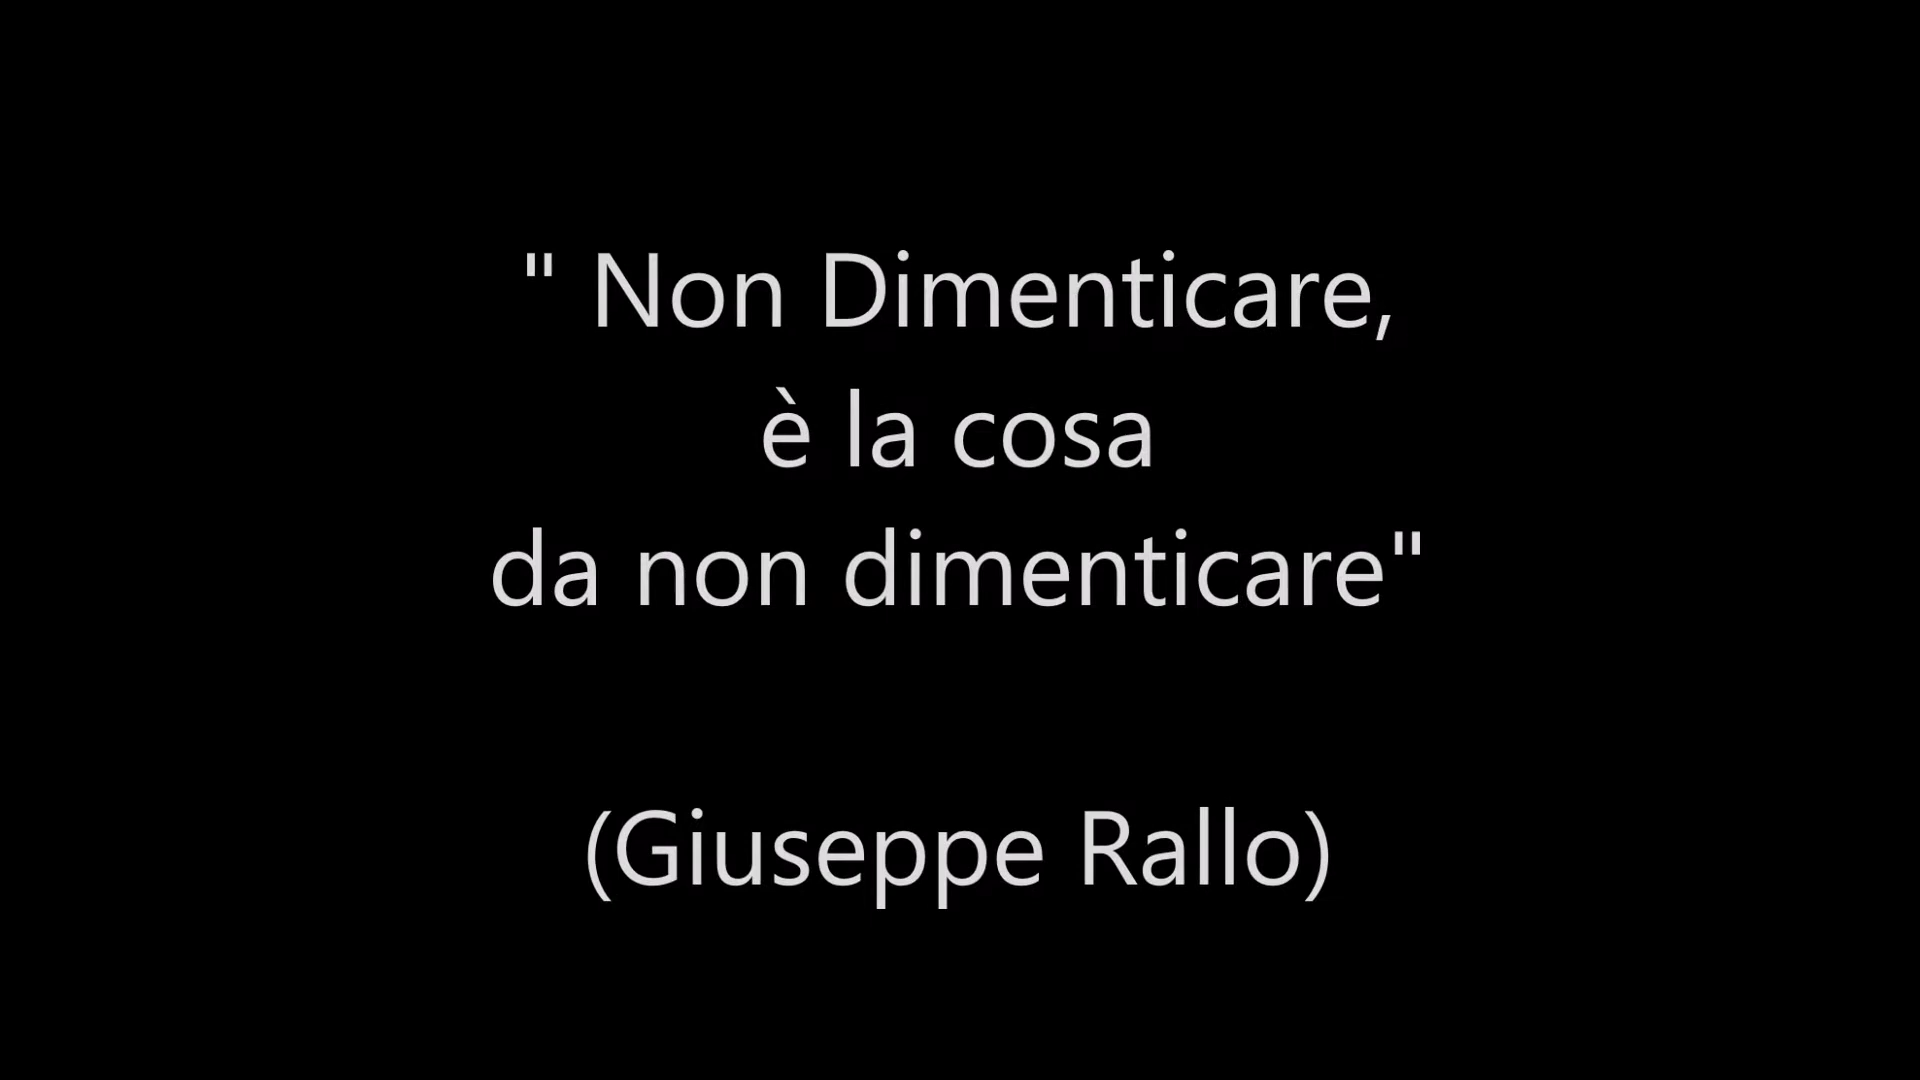 " Non Dimenticare,
è la cosa
da non dimenticare"
(Giuseppe Rallo)